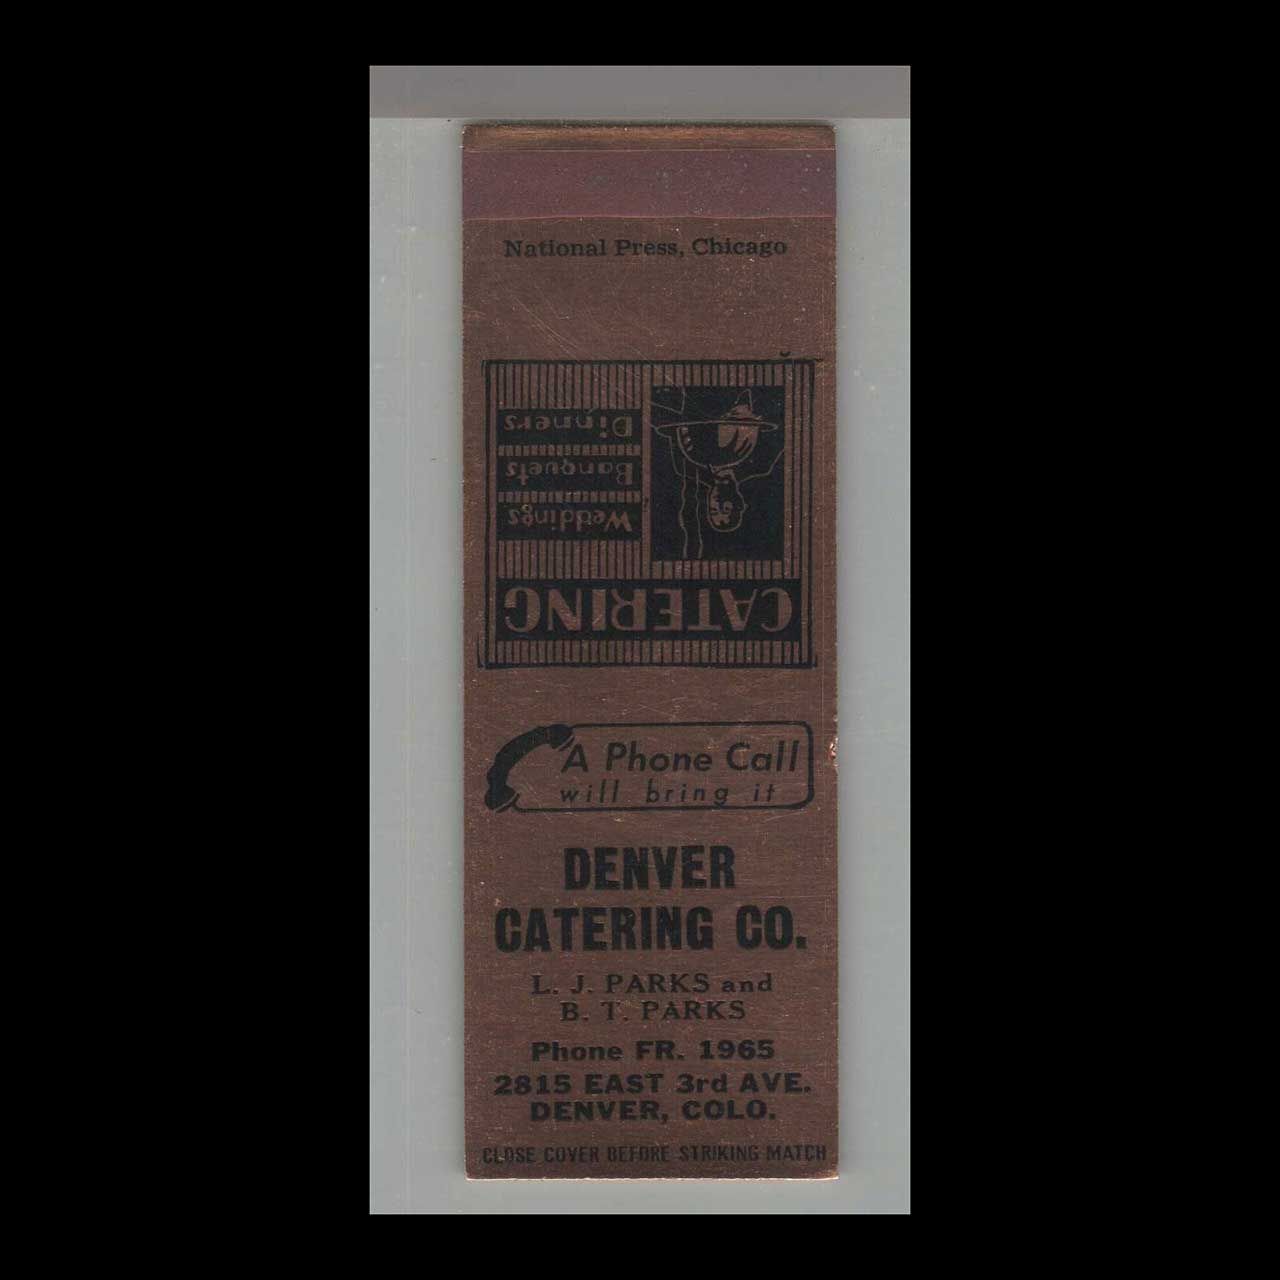 National Press, Chicago
CATERING
Weddings
Banquets
Dinners
A Phone Call
will bring it
DENVER
CATERING CO.
L. J. PARKS and
B. T. PARKS
Phone FR. 1965
2815 EAST 3rd AVE.
DENVER, COLO.
CLOSE COVER BEFORE STRIKING MATCH